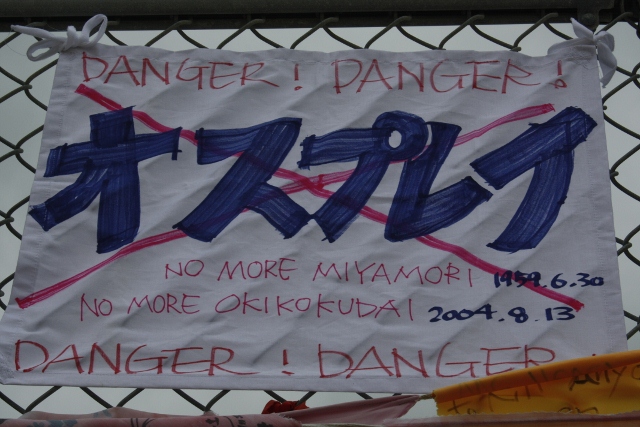 DANGER! DANGER!
オスプレイ
NO MORE MIYAMORI 1959.6.30
NO MORE OKIKOKUDAI 2004.8.13
DANGER! DANGER